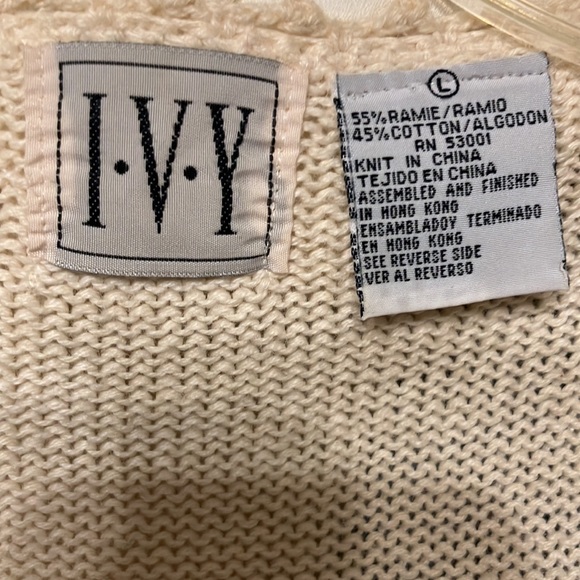 I·V·Y
L
55% RAMIE/RAMIO
45% COTTON/ALGODON
RN 53001
KNIT IN CHINA
TEJIDO EN CHINA
ASSEMBLED AND FINISHED
IN HONG KONG
ENSAMBLADOY TERMINADO
EN HONG KONG
SEE REVERSE SIDE
VER AL REVERSO